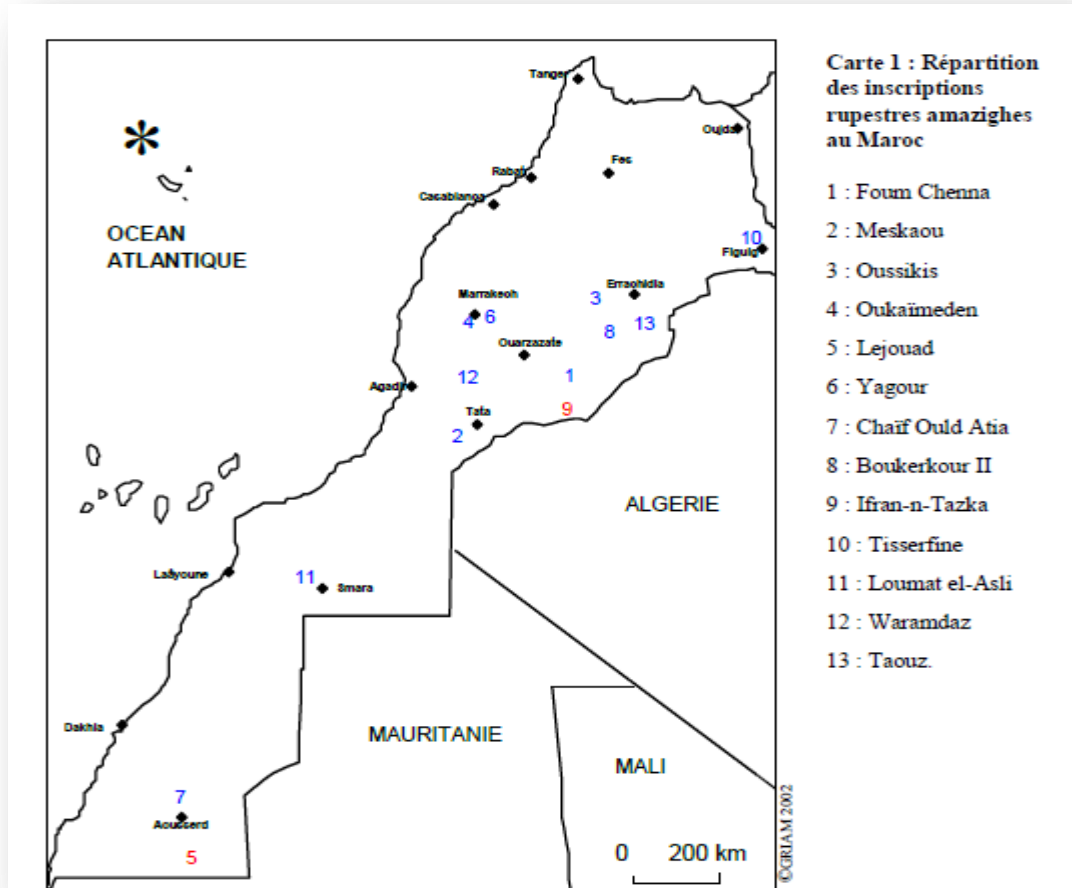 Tanger
Oujda
Fes
Rabat
Casablanca
OCEAN
ATLANTIQUE
10
Figuig
Errachidia
3
Marrakech
4 6
13
8
Ouarzazate
12
1
Agadir
9
Tata
2
ALGERIE
Laâyoune
11
Smara
Dakhla
MAURITANIE
MALI
7
Aousserd
5
0 200 km
©GRIAM 2002
Carte 1 : Répartition
des inscriptions
rupestres amazighes
au Maroc
1 : Foum Chenna
2 : Meskaou
3 : Oussikis
4 : Oukaïmeden
5 : Lejouad
6 : Yagour
7 : Chaïf Ould Atia
8 : Boukerkour II
9 : Ifran-n-Tazka
10 : Tisserfine
11 : Loumat el-Asli
12 : Waramdaz
13 : Taouz.